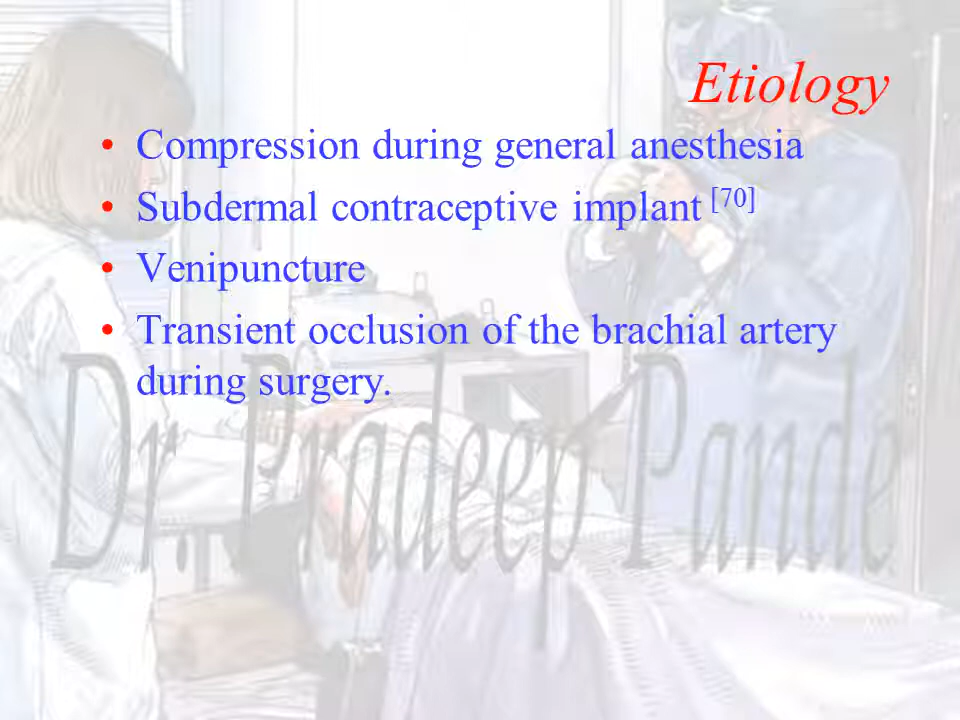 Etiology
• Compression during general anesthesia
• Subdermal contraceptive implant [70]
• Venipuncture
• Transient occlusion of the brachial artery
during surgery.
Dr. Pradeep Pande